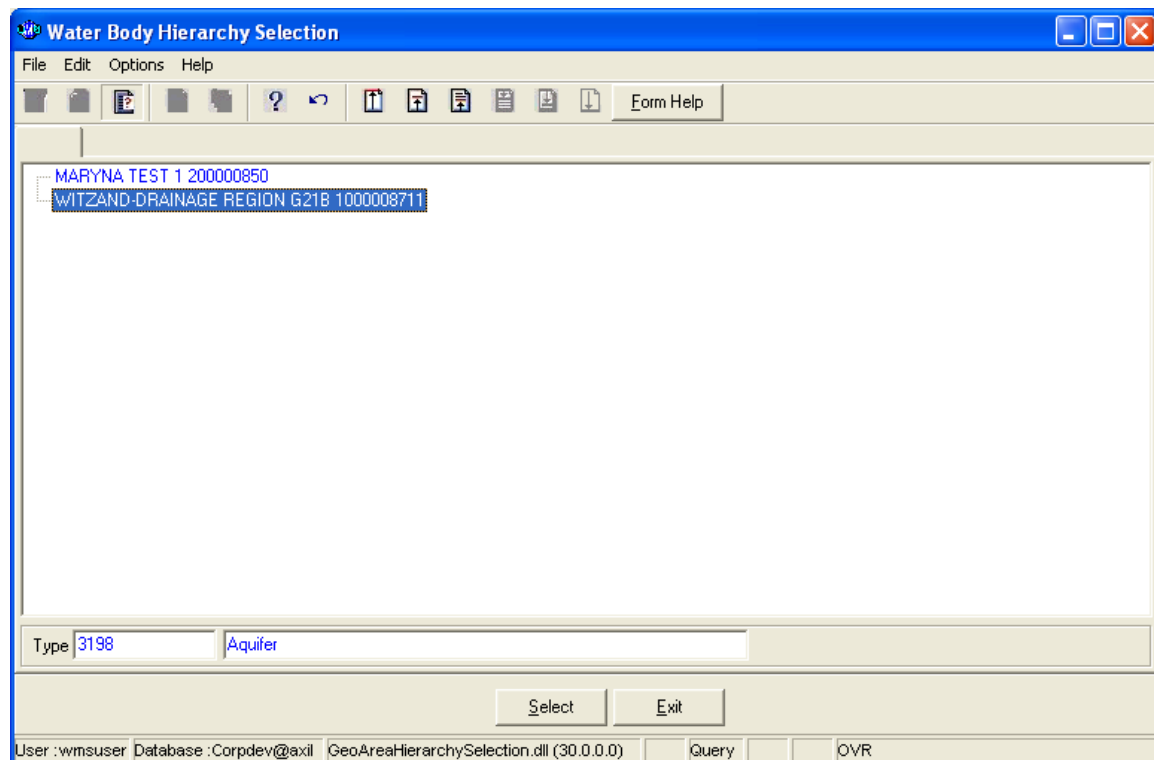 Water Body Hierarchy Selection
File Edit Options Help
Form Help
MARYNA TEST 1 200000850
WITZAND-DRAINAGE REGION G21B 1000008711
Type 3198 Aquifer
Select Exit
User :wmsuser Database :Corpdev@axil GeoAreaHierarchySelection.dll (30.0.0.0) Query OVR